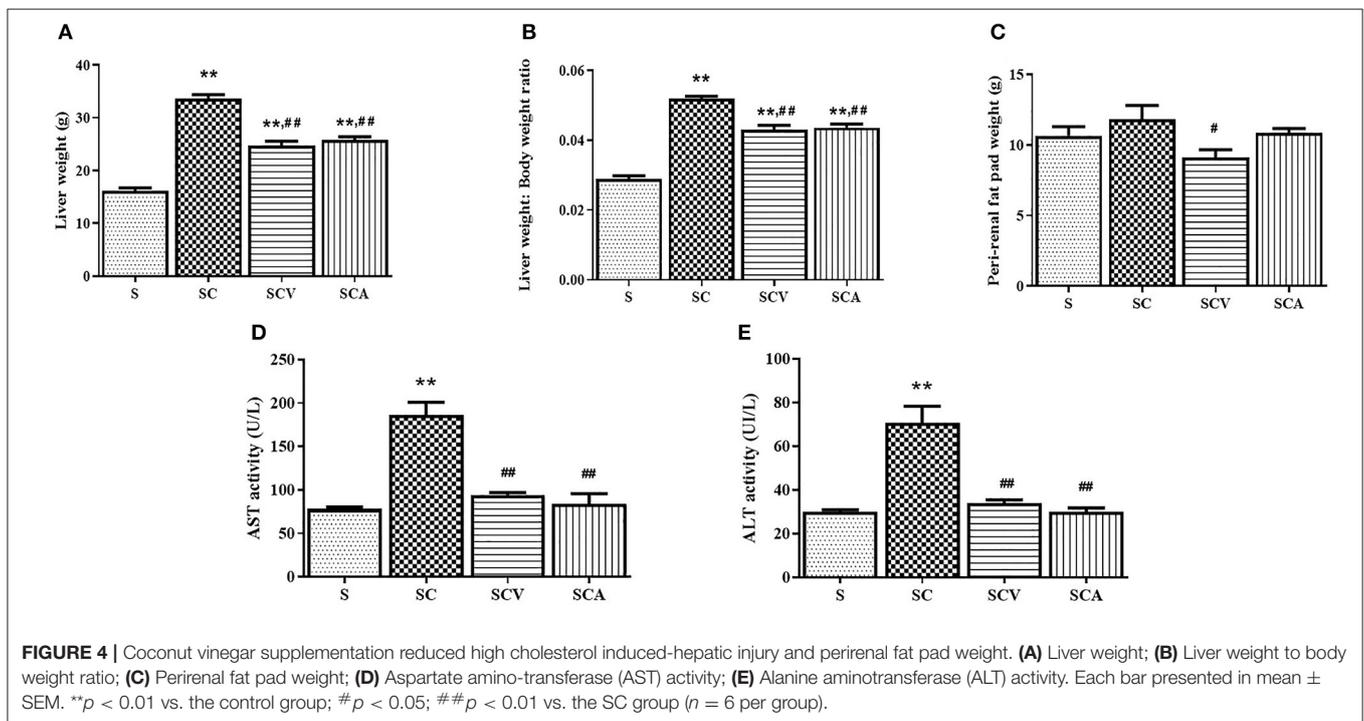 A
Liver weight (g)
40
30
20
10
0
**
**,##
**,##
S SC SCV SCA
B
Liver weight: Body weight ratio
0.06
0.04
0.02
0.00
**
**,##
**,##
S SC SCV SCA
C
Peri-renal fat pad weight (g)
15
10
5
0
#
S SC SCV SCA
D
AST activity (U/L)
250
200
150
100
50
0
**
##
##
S SC SCV SCA
E
ALT activity (UI/L)
100
80
60
40
20
0
**
##
##
S SC SCV SCA
FIGURE 4 | Coconut vinegar supplementation reduced high cholesterol induced-hepatic injury and perirenal fat pad weight. (A) Liver weight; (B) Liver weight to body
weight ratio; (C) Perirenal fat pad weight; (D) Aspartate amino-transferase (AST) activity; (E) Alanine aminotransferase (ALT) activity. Each bar presented in mean ±
SEM. **p < 0.01 vs. the control group; #p < 0.05; ##p < 0.01 vs. the SC group (n = 6 per group).